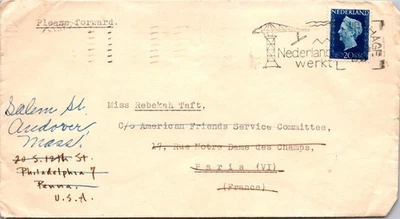 Please forward.
NEDERLAND
20 ct
Nederland
werkt
Miss Rebekah Taft,
C/o American Friends Service Committee,
17, Rue Notre Dame des Champs,
Paris (VI)
(France)
Salem St.
Andover,
Mass.
20 S. 12th St.
Philadelphia 7
Penna.
U.S.A.